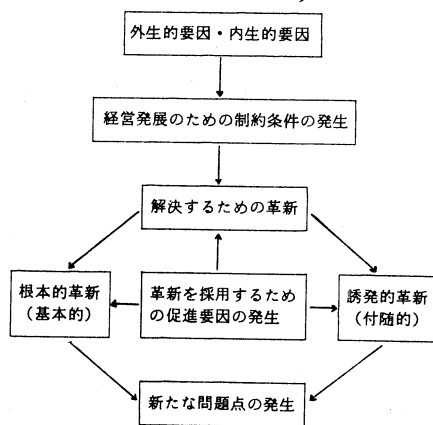 外生的要因・内生的要因
経営発展のための制約条件の発生
解決するための革新
根本的革新
（基本的）
革新を採用するため
の促進要因の発生
誘発的革新
（付随的）
新たな問題点の発生